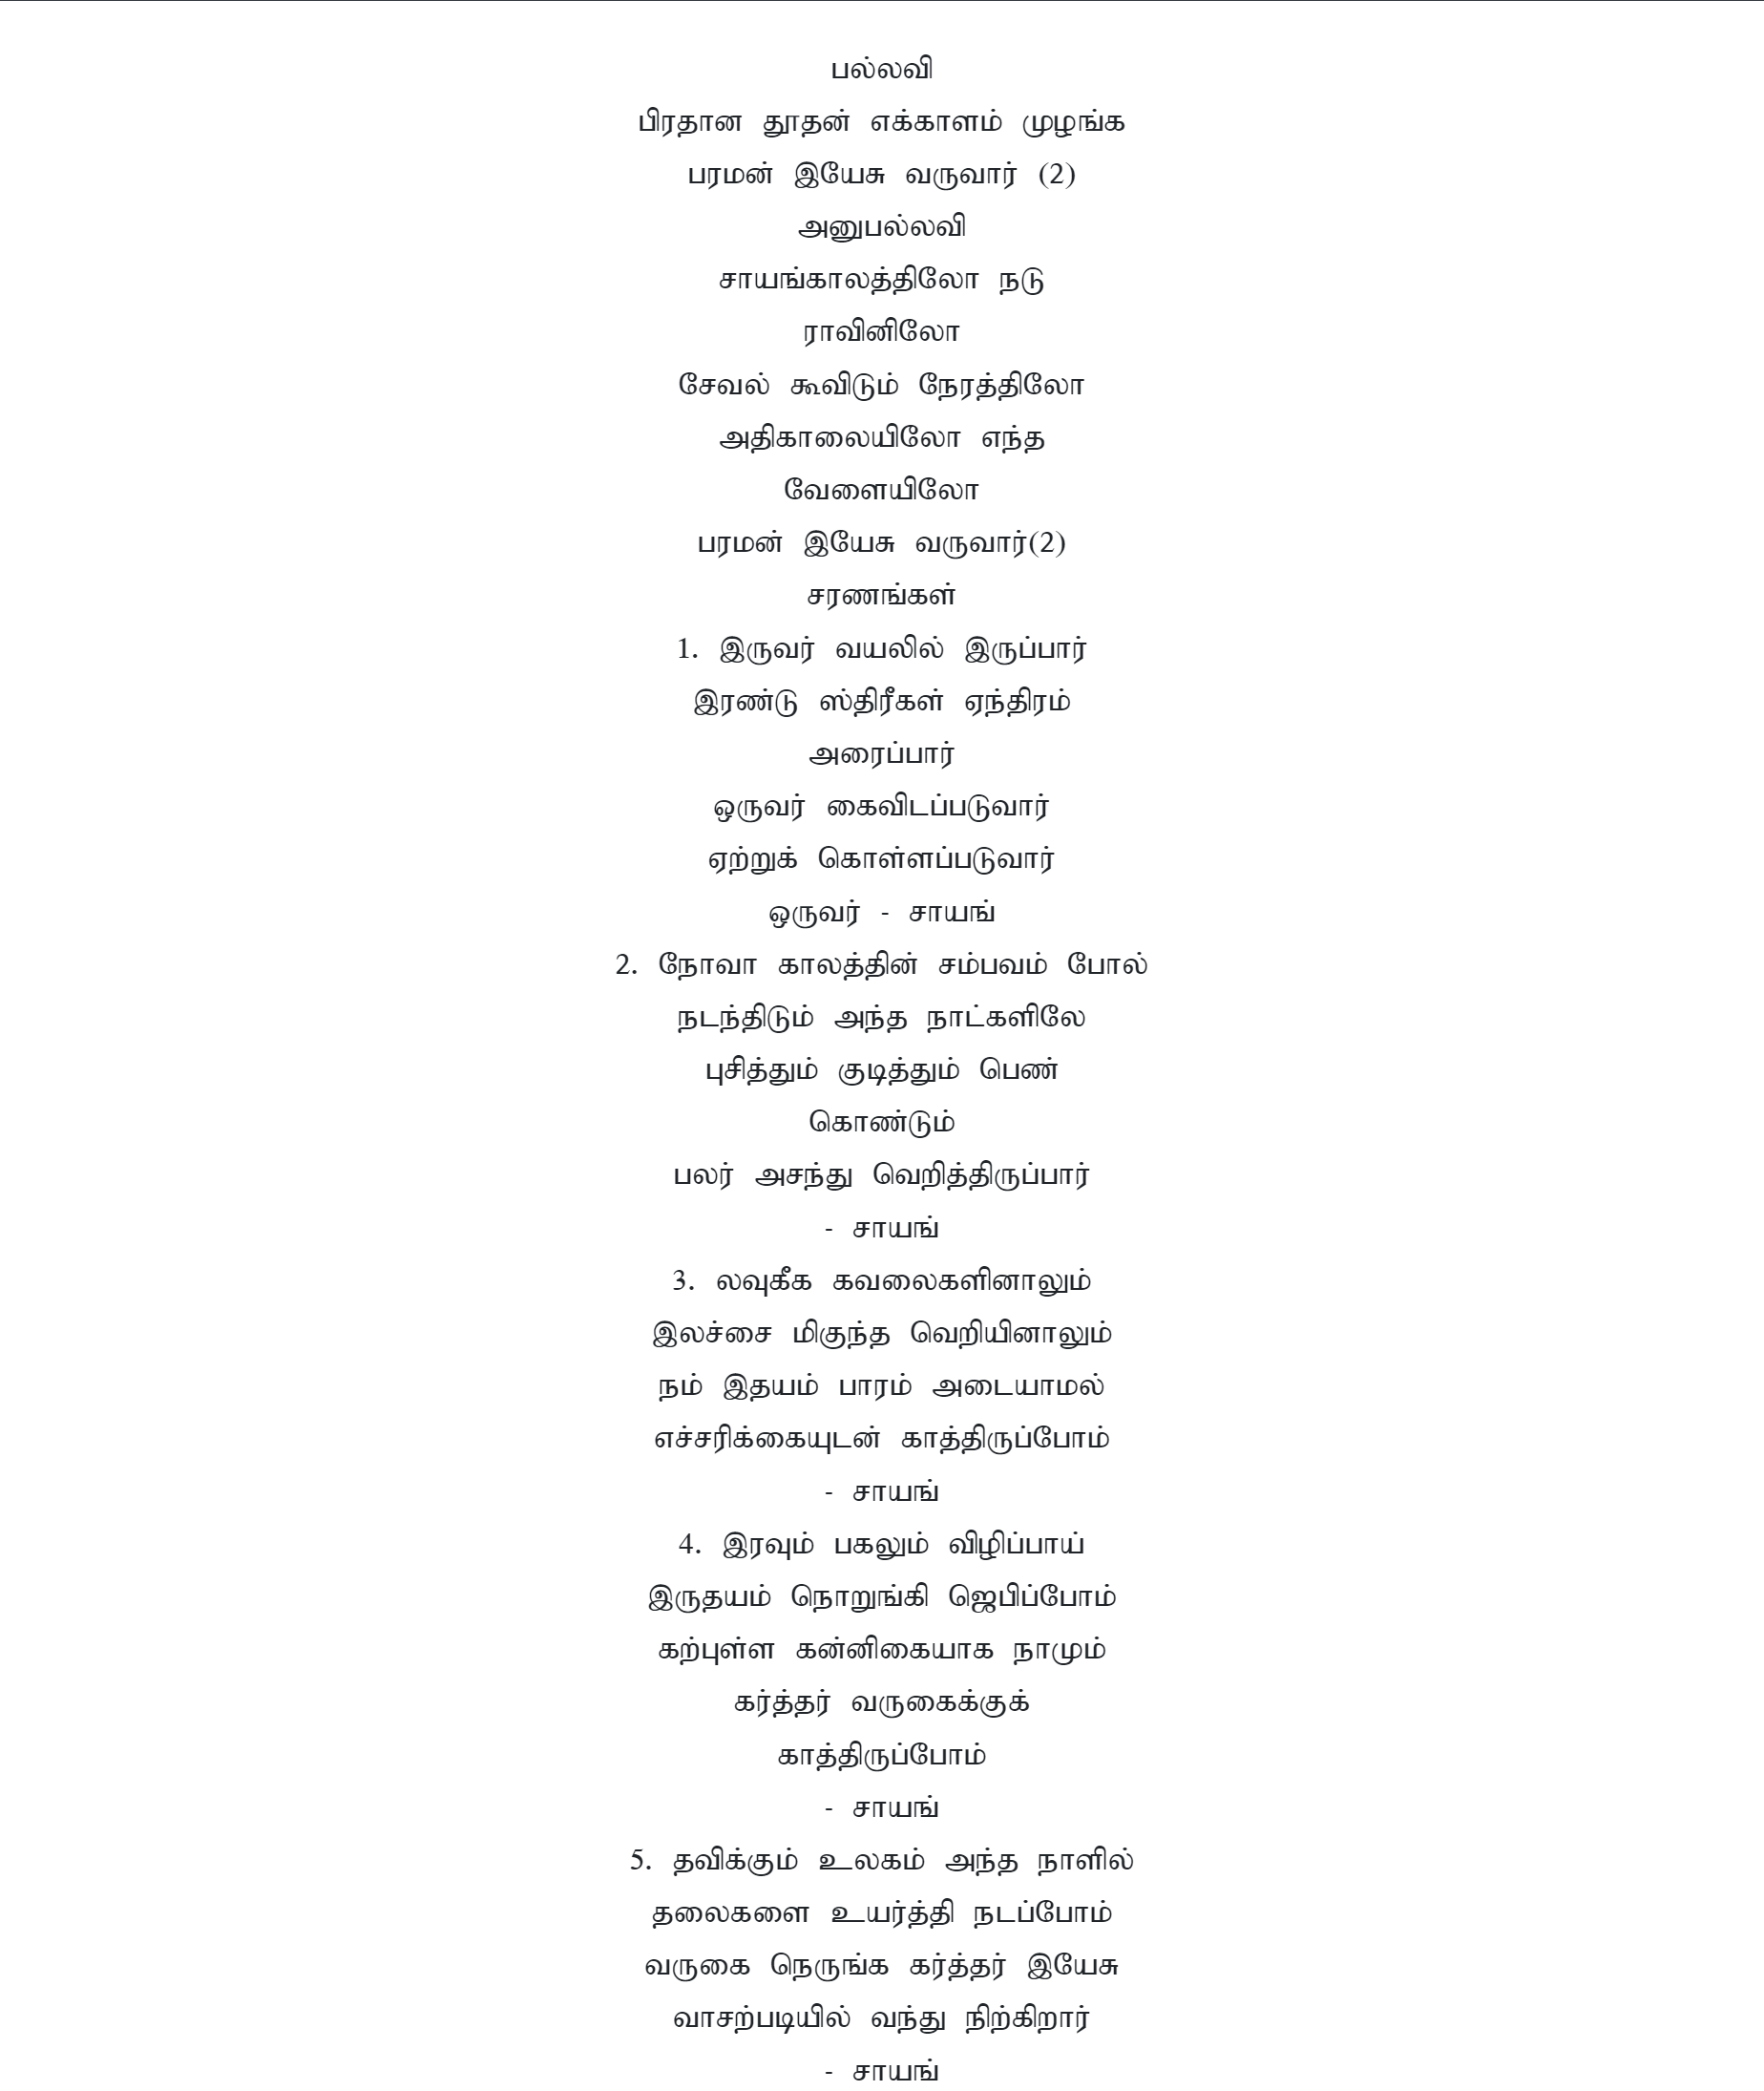 பல்லவி
பிரதான தூதன் எக்காளம் முழங்க
பரமன் இயேசு வருவார் (2)
அனுபல்லவி
சாயங்காலத்திலோ நடு
ராவினிலோ
சேவல் கூவிடும் நேரத்திலோ
அதிகாலையிலோ எந்த
வேளையிலோ
பரமன் இயேசு வருவார்(2)
சரணங்கள்
1. இருவர் வயலில் இருப்பார்
இரண்டு ஸ்திரீகள் ஏந்திரம்
அரைப்பார்
ஒருவர் கைவிடப்படுவார்
ஏற்றுக் கொள்ளப்படுவார்
ஒருவர் - சாயங்
2. நோவா காலத்தின் சம்பவம் போல்
நடந்திடும் அந்த நாட்களிலே
புசித்தும் குடித்தும் பெண்
கொண்டும்
பலர் அசந்து வெறித்திருப்பார்
- சாயங்
3. லவுகீக கவலைகளினாலும்
இலச்சை மிகுந்த வெறியினாலும்
நம் இதயம் பாரம் அடையாமல்
எச்சரிக்கையுடன் காத்திருப்போம்
- சாயங்
4. இரவும் பகலும் விழிப்பாய்
இருதயம் நொறுங்கி ஜெபிப்போம்
கற்புள்ள கன்னிகையாக நாமும்
கர்த்தர் வருகைக்குக்
காத்திருப்போம்
- சாயங்
5. தவிக்கும் உலகம் அந்த நாளில்
தலைகளை உயர்த்தி நடப்போம்
வருகை நெருங்க கர்த்தர் இயேசு
வாசற்படியில் வந்து நிற்கிறார்
- சாயங்